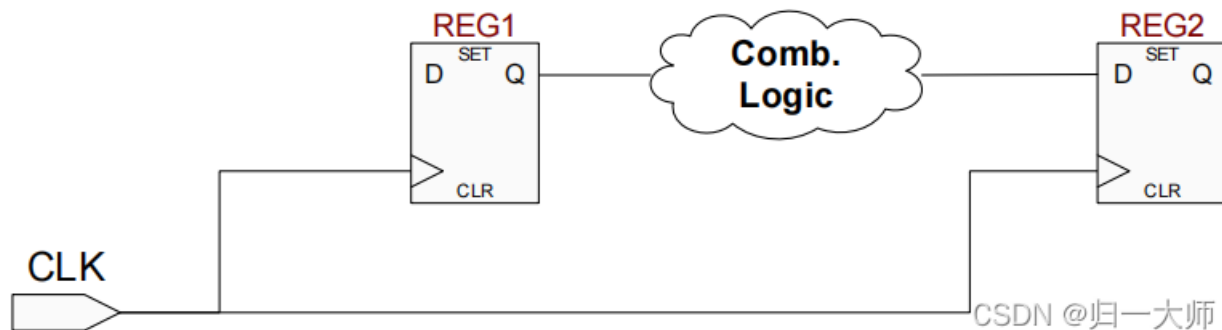 REG1
SET
D
Q
CLR
Comb.
Logic
REG2
SET
D
Q
CLR
CLK
CSDN @归一大师